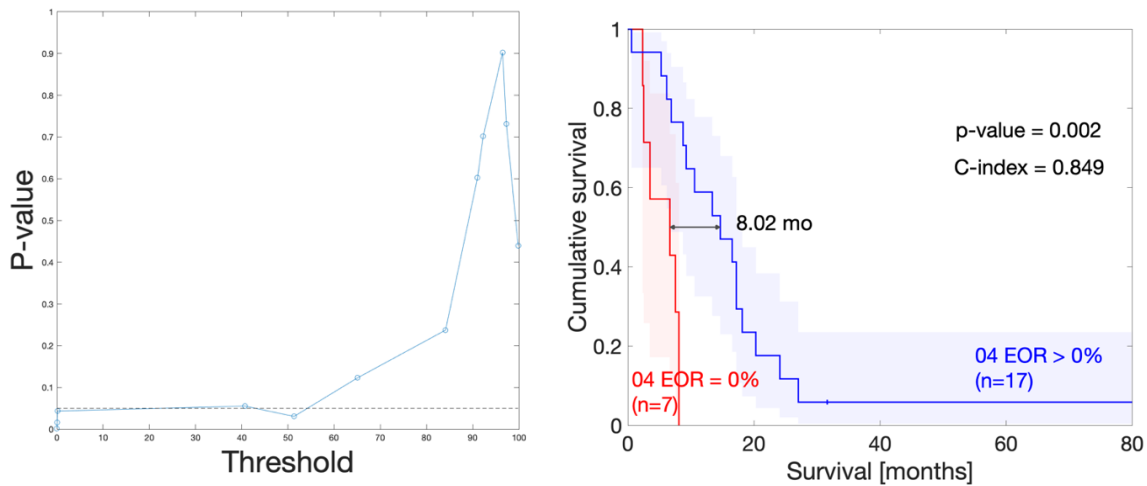 1
0.9
0.8
0.7
0.6
0.5
0.4
0.3
0.2
0.1
0
P-value
0 10 20 30 40 50 60 70 80 90 100
Threshold
1
0.8
0.6
0.4
0.2
0
Cumulative survival
p-value = 0.002
C-index = 0.849
8.02 mo
04 EOR > 0%
(n=17)
04 EOR = 0%
(n=7)
0 20 40 60 80
Survival [months]